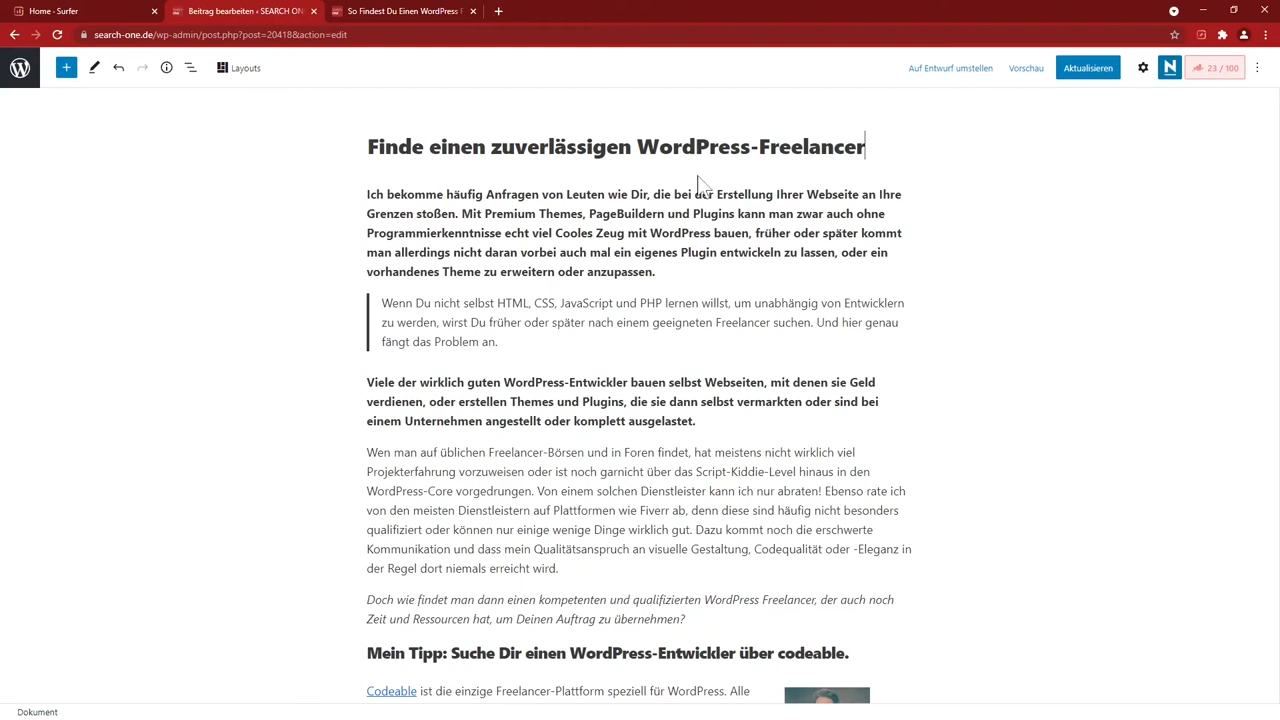 Home - Surfer
Beitrag bearbeiten ‹ SEARCH ON
So Findest Du Einen WordPress F
search-one.de/wp-admin/post.php?post=20418&action=edit
Layouts
Auf Entwurf umstellen
Vorschau
Aktualisieren
23 / 100
Finde einen zuverlässigen WordPress-Freelancer
Ich bekomme häufig Anfragen von Leuten wie Dir, die bei der Erstellung Ihrer Webseite an Ihre
Grenzen stoßen. Mit Premium Themes, PageBuildern und Plugins kann man zwar auch ohne
Programmierkenntnisse echt viel Cooles Zeug mit WordPress bauen, früher oder später kommt
man allerdings nicht daran vorbei auch mal ein eigenes Plugin entwickeln zu lassen, oder ein
vorhandenes Theme zu erweitern oder anzupassen.
Wenn Du nicht selbst HTML, CSS, JavaScript und PHP lernen willst, um unabhängig von Entwicklern
zu werden, wirst Du früher oder später nach einem geeigneten Freelancer suchen. Und hier genau
fängt das Problem an.
Viele der wirklich guten WordPress-Entwickler bauen selbst Webseiten, mit denen sie Geld
verdienen, oder erstellen Themes und Plugins, die sie dann selbst vermarkten oder sind bei
einem Unternehmen angestellt oder komplett ausgelastet.
Wen man auf üblichen Freelancer-Börsen und in Foren findet, hat meistens nicht wirklich viel
Projekterfahrung vorzuweisen oder ist noch garnicht über das Script-Kiddie-Level hinaus in den
WordPress-Core vorgedrungen. Von einem solchen Dienstleister kann ich nur abraten! Ebenso rate ich
von den meisten Dienstleistern auf Plattformen wie Fiverr ab, denn diese sind häufig nicht besonders
qualifiziert oder können nur einige wenige Dinge wirklich gut. Dazu kommt noch die erschwerte
Kommunikation und dass mein Qualitätsanspruch an visuelle Gestaltung, Codequalität oder -Eleganz in
der Regel dort niemals erreicht wird.
Doch wie findet man dann einen kompetenten und qualifizierten WordPress Freelancer, der auch noch
Zeit und Ressourcen hat, um Deinen Auftrag zu übernehmen?
Mein Tipp: Suche Dir einen WordPress-Entwickler über codeable.
Codeable ist die einzige Freelancer-Plattform speziell für WordPress. Alle
Dokument